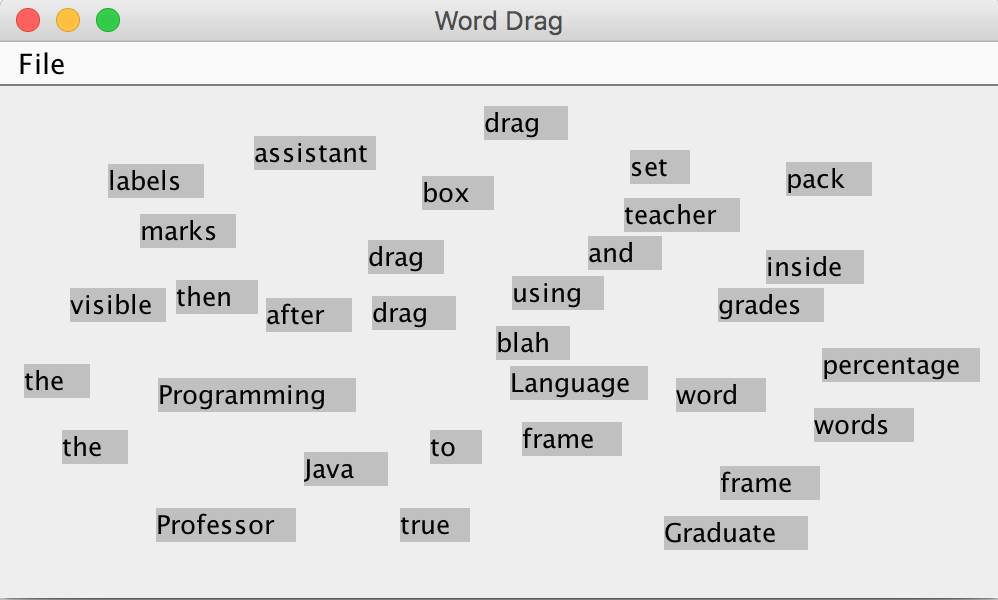 Word Drag
File
drag
assistant
labels
set
pack
box
teacher
marks
drag
and
inside
visible
then
using
grades
after
drag
blah
the
Programming
Language
word
percentage
words
the
to
frame
Java
frame
Professor
true
Graduate